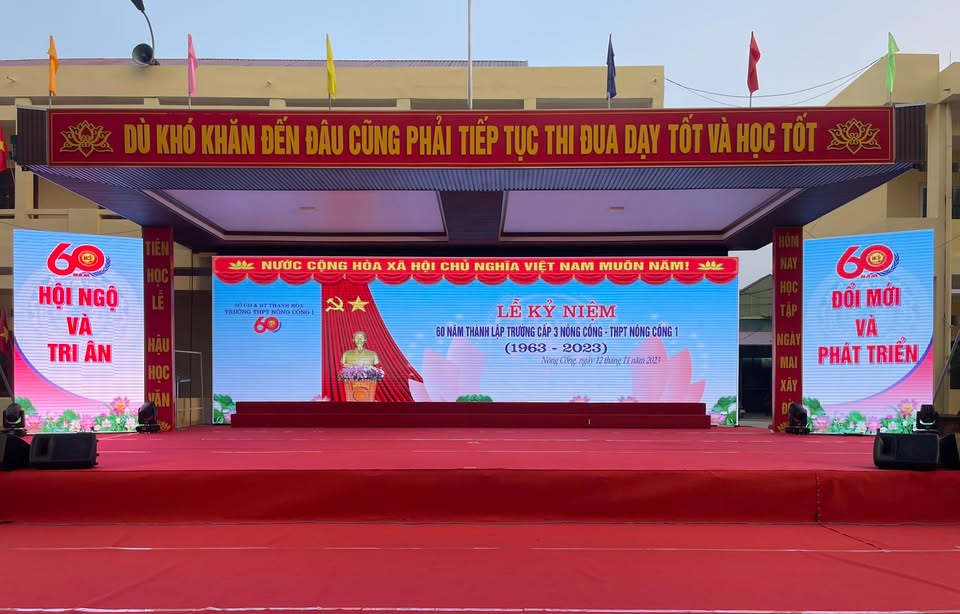 DÙ KHÓ KHĂN ĐẾN ĐÂU CŨNG PHẢI TIẾP TỤC THI ĐUA DẠY TỐT VÀ HỌC TỐT
60
NĂM
HỘI NGỘ
VÀ
TRI ÂN
TIÊN
HỌC
LỄ
HẬU
HỌC
VĂN
NƯỚC CỘNG HÒA XÃ HỘI CHỦ NGHĨA VIỆT NAM MUÔN NĂM!
SỞ GD & ĐT THANH HÓA
TRƯỜNG THPT NÔNG CỐNG 1
60
LỄ KỶ NIỆM
60 NĂM THÀNH LẬP TRƯỜNG CẤP 3 NÔNG CỐNG - THPT NÔNG CỐNG 1
(1963 - 2023)
Nông Cống, ngày 12 tháng 11 năm 2023
HÔM
NAY
HỌC
TẬP
NGÀY
MAI
XÂY
60
NĂM
ĐỔI MỚI
VÀ
PHÁT TRIỂN